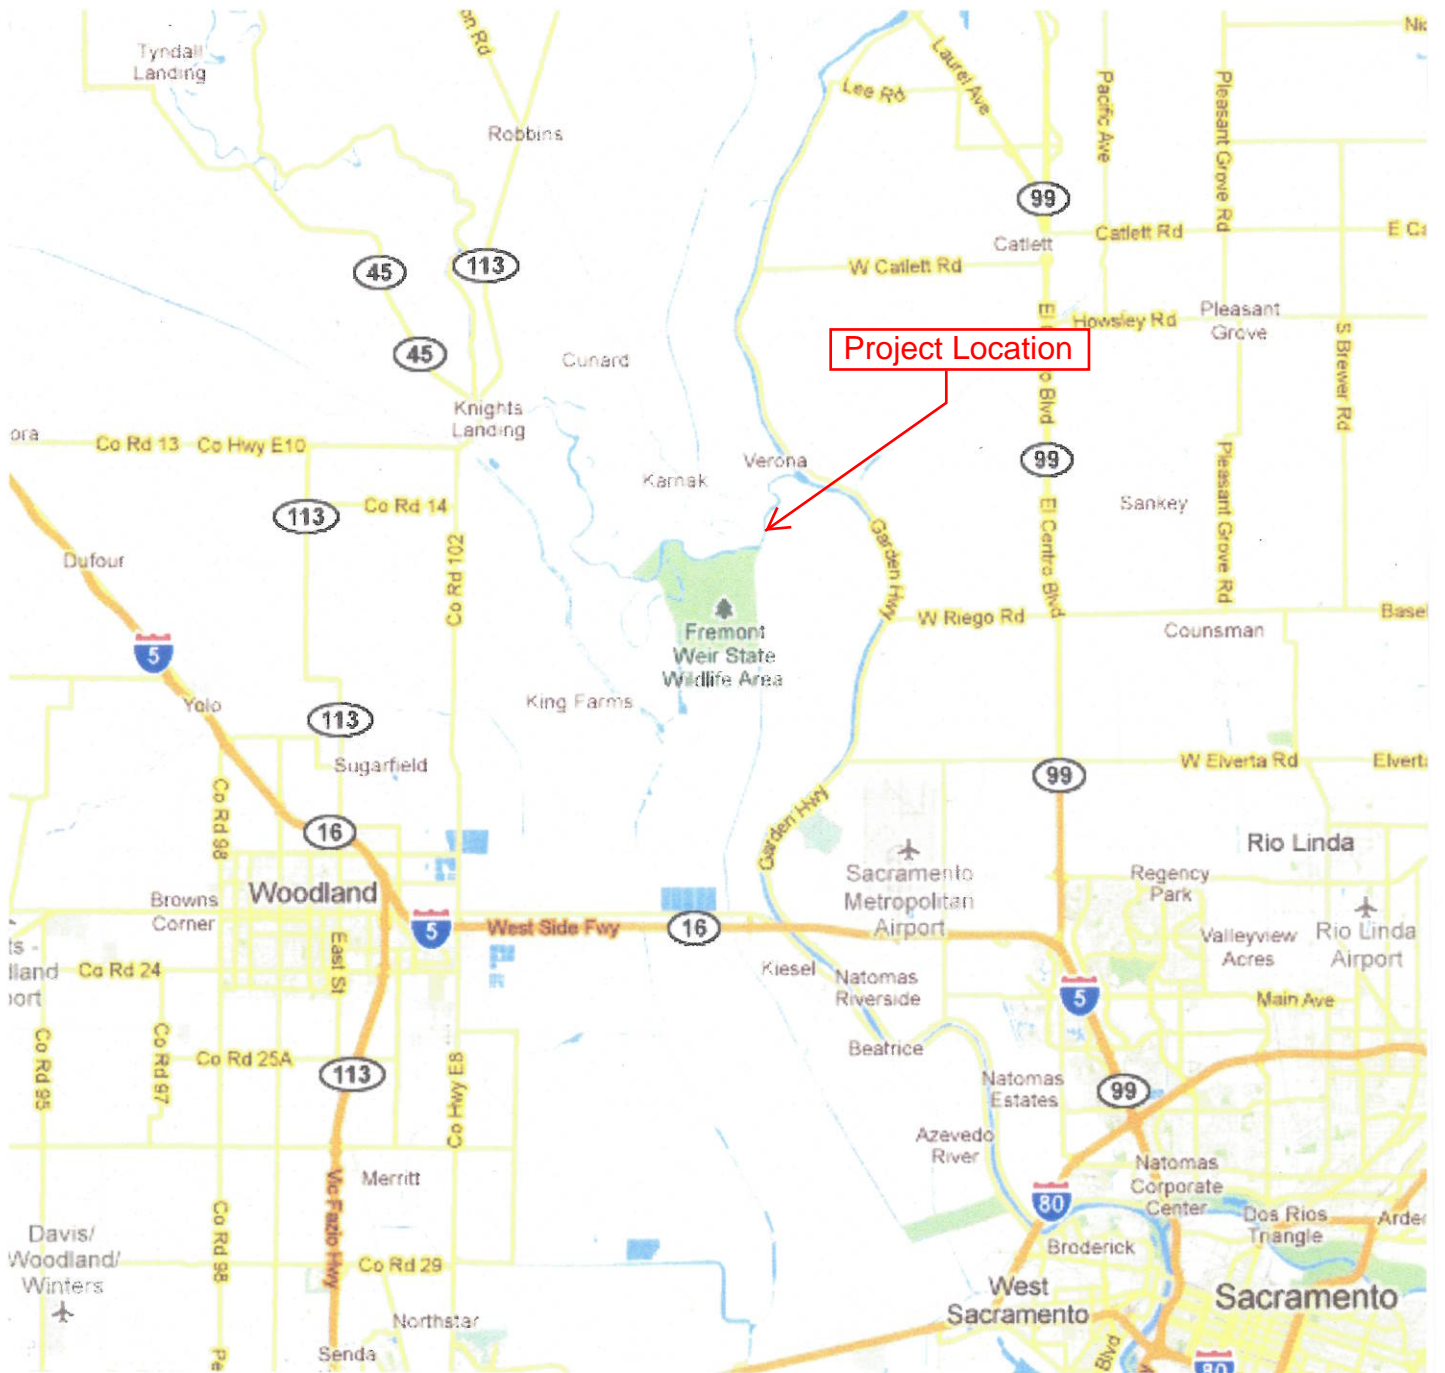 Tyndall
Landing
Robbins
Lee Rd
Laurel Ave
Pacific Ave
Pleasant Grove Rd
99
Catlett
Catlett Rd
W Catlett Rd
45
113
45
Howsley Rd
Pleasant
Grove
S Brewer Rd
Project Location
Cunard
Knights
Landing
Co Rd 13
Co Hwy E10
Verona
Karnak
99
Sankey
Pleasant Grove Rd
113
Co Rd 14
Co Rd 102
El Centro Blvd
Garden Hwy
Dufour
W Riego Rd
Counsman
Fremont
Weir State
Wildlife Area
5
Yolo
King Farms
113
Sugarfield
W Elverta Rd
99
Co Rd 98
16
Garden Hwy
Rio Linda
Sacramento
Metropolitan
Airport
Regency
Park
Woodland
Browns
Corner
5
West Side Fwy
16
Valleyview
Acres
Rio Linda
Airport
East St
Co Rd 24
Kiesel
Natomas
Riverside
5
Main Ave
Beatrice
Co Rd 95
Co Rd 97
Co Rd 25A
113
Co Hwy E8
Natomas
Estates
99
Azevedo
River
Merritt
Vic Fazio Hwy
Natomas
Corporate
Center
80
Dos Rios
Triangle
Broderick
Davis/
Woodland/
Winters
Co Rd 98
Co Rd 29
West
Sacramento
Sacramento
Northstar
Senda
Blvd
80